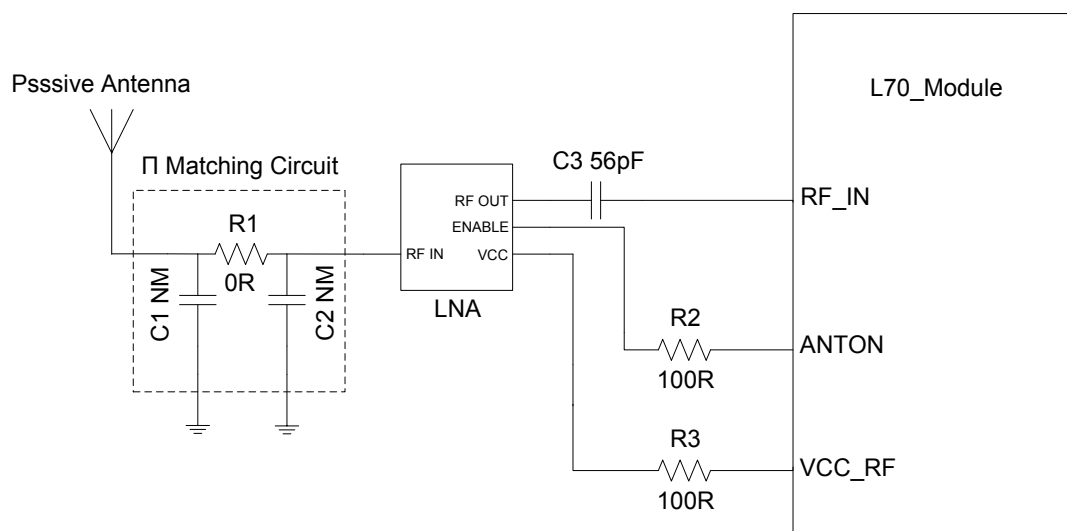 Psssive Antenna
L70_Module
Π Matching Circuit
C3 56pF
RF OUT
RF_IN
R1
ENABLE
RF IN
VCC
0R
C1 NM
C2 NM
LNA
R2
ANTON
100R
R3
VCC_RF
100R